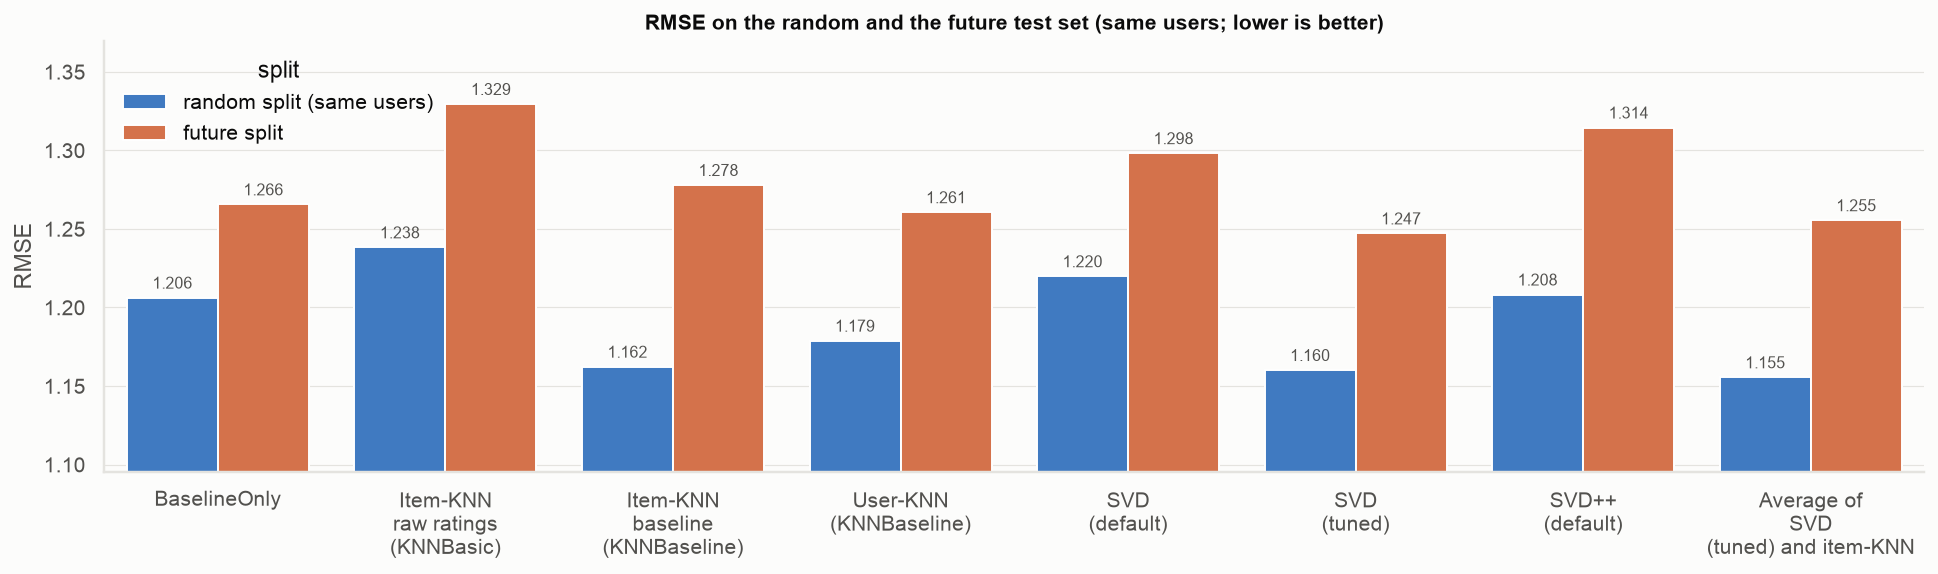 RMSE on the random and the future test set (same users; lower is better)
split
random split (same users)
future split
RMSE
1.35
1.30
1.25
1.20
1.15
1.10
1.206
1.266
1.238
1.329
1.162
1.278
1.179
1.261
1.220
1.298
1.160
1.247
1.208
1.314
1.155
1.255
BaselineOnly
Item-KNN
raw ratings
(KNNBasic)
Item-KNN
baseline
(KNNBaseline)
User-KNN
(KNNBaseline)
SVD
(default)
SVD
(tuned)
SVD++
(default)
Average of
SVD
(tuned) and item-KNN